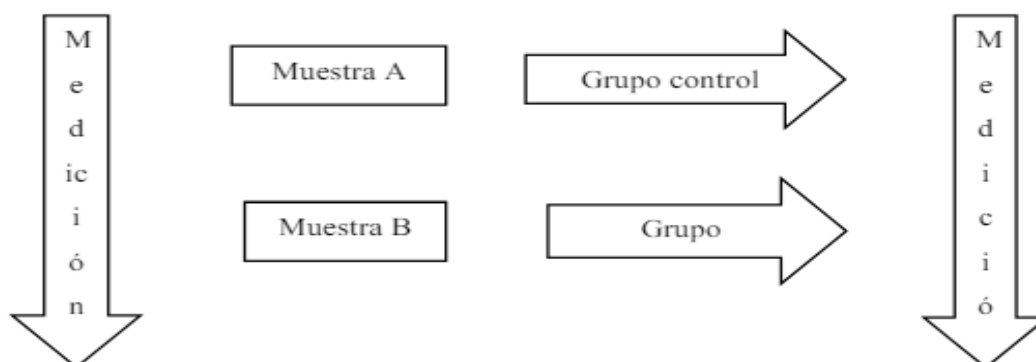 M
e
d
ic
i
ó
n
Muestra A
Grupo control
Muestra B
Grupo
M
e
d
i
c
i
ó